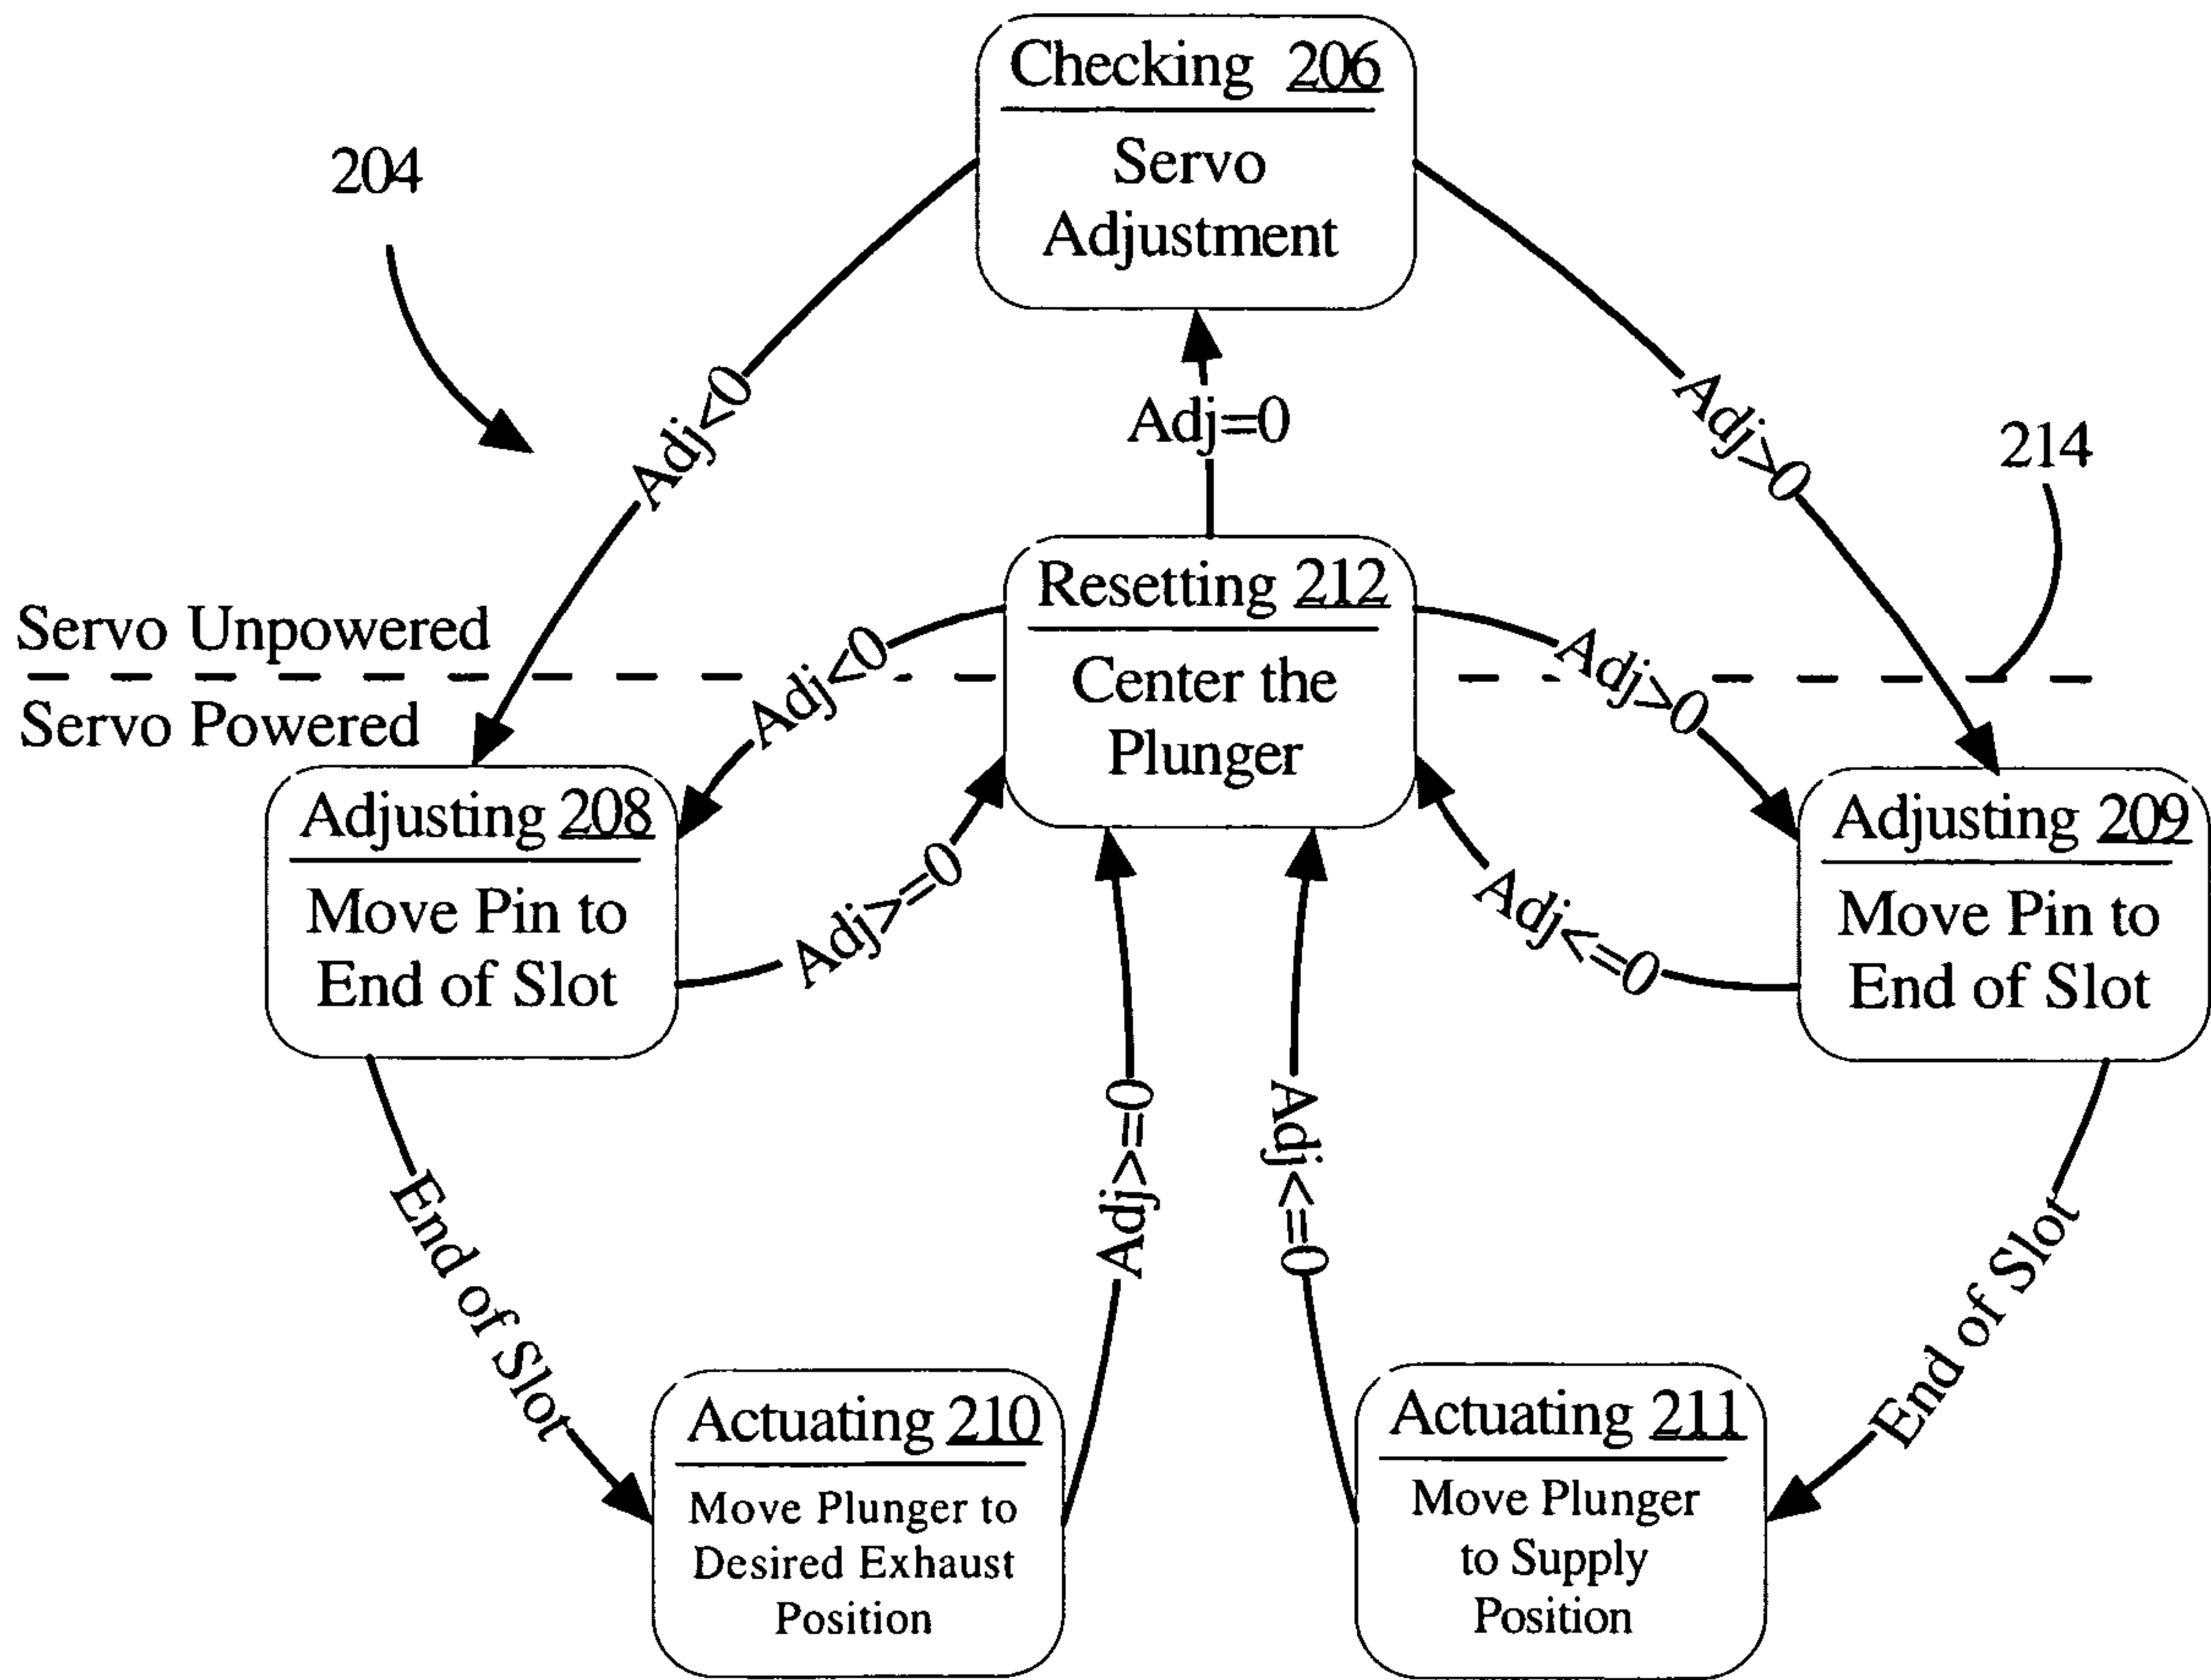 Checking 206
Servo
Adjustment
204
Adj<0
Adj=0
Adj>0
214
Servo Unpowered
Servo Powered
Resetting 212
Center the
Plunger
Adj<0
Adj>0
Adj>=0
Adj<=0
Adjusting 208
Move Pin to
End of Slot
Adjusting 209
Move Pin to
End of Slot
Adj>=0
Adj<=0
End of Slot
End of Slot
Actuating 210
Move Plunger to
Desired Exhaust
Position
Actuating 211
Move Plunger
to Supply
Position